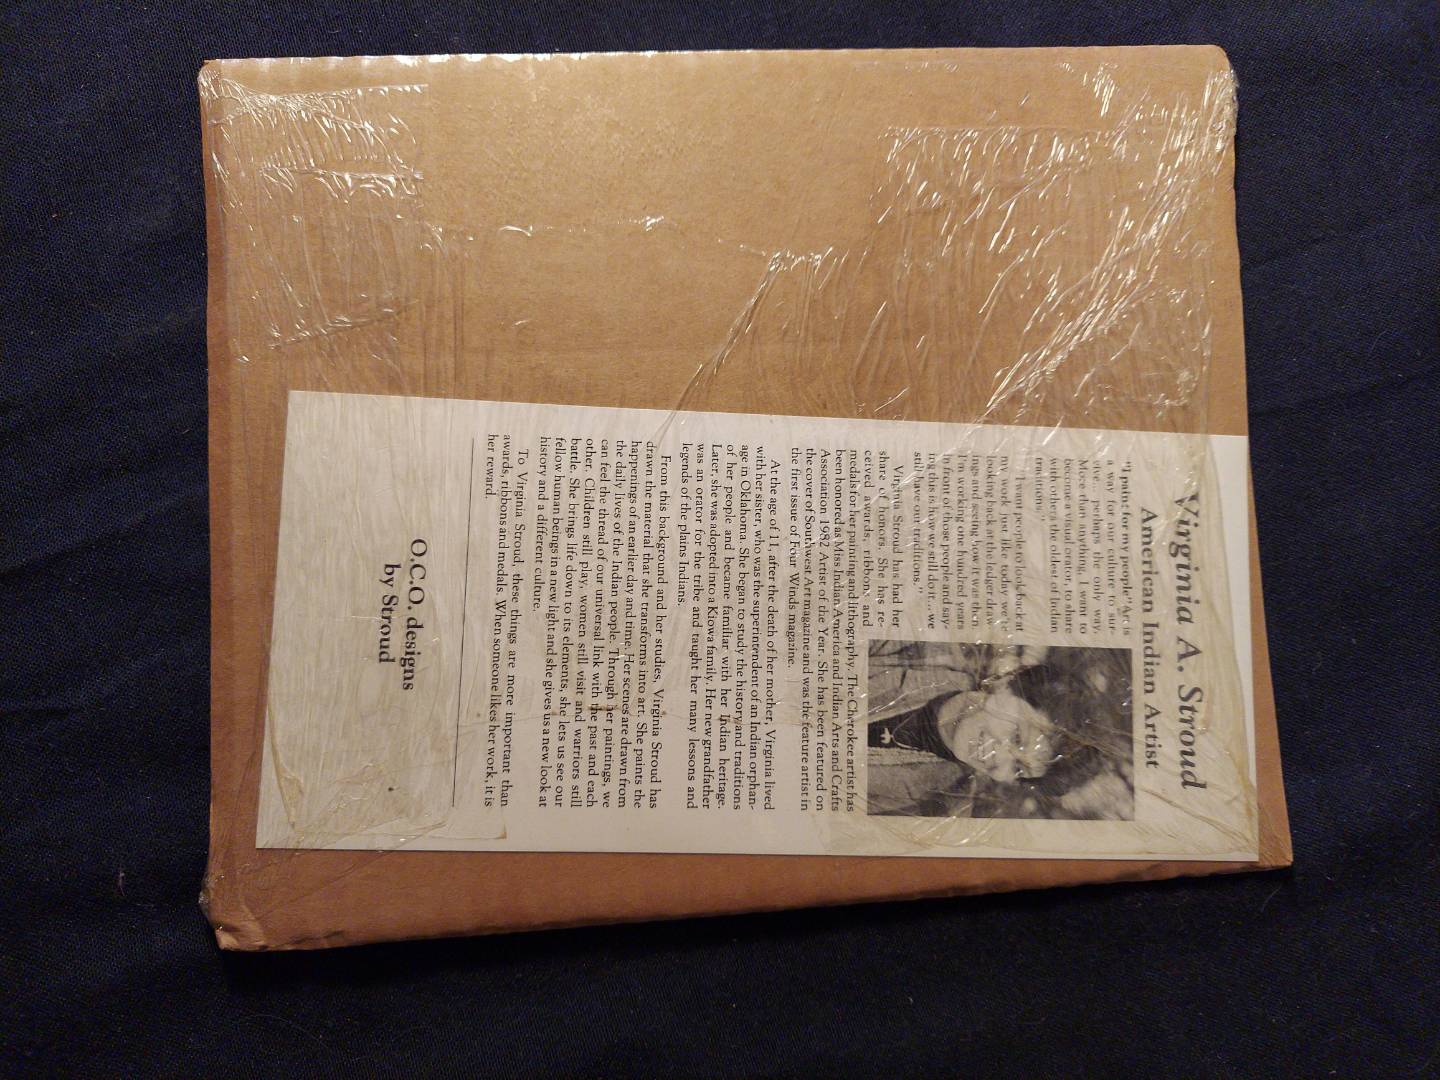 Virginia A. Stroud
American Indian Artist
"I paint for my people" Art is
a way for our culture to sur-
vive... perhaps the only way.
More than anything, I want to
become a visual orator, to share
with others the oldest of Indian
traditions."
"I want people to look back at
my work just like today we're
looking back at the ledger draw-
ings and seeing how it was then.
I'm working one hundred years
in front of those people and say-
ing this is how we still do it... we
still have our traditions."
Virginia Stroud has had her
share of honors. She has re-
ceived awards, ribbons and
medals for her painting and lithography. The Cherokee artist has
been honored as Miss Indian America and Indian Arts and Crafts
Association 1982 Artist of the Year. She has been featured on
the cover of Southwest Art magazine and was the feature artist in
the first issue of Four Winds magazine.
At the age of 11, after the death of her mother, Virginia lived
with her sister, who was the superintendent of an Indian orphan-
age in Oklahoma. She began to study the history and traditions
of her people and became familiar with her Indian heritage.
Later, she was adopted into a Kiowa family. Her new grandfather
was an orator for the tribe and taught her many lessons and
legends of the plains Indians.
From this background and her studies, Virginia Stroud has
drawn the material that she transforms into art. She paints the
happenings of an earlier day and time. Her scenes are drawn from
the daily lives of the Indian people. Through her paintings, we
can feel the thread of our universal link with the past and each
other. Children still play, women still visit and warriors still
battle. She brings life down to its elements, she lets us see our
fellow human beings in a new light and she gives us a new look at
history and a different culture.
To Virginia Stroud, these things are more important than
awards, ribbons and medals. When someone likes her work, it is
her reward.
O.C.O. designs
by Stroud